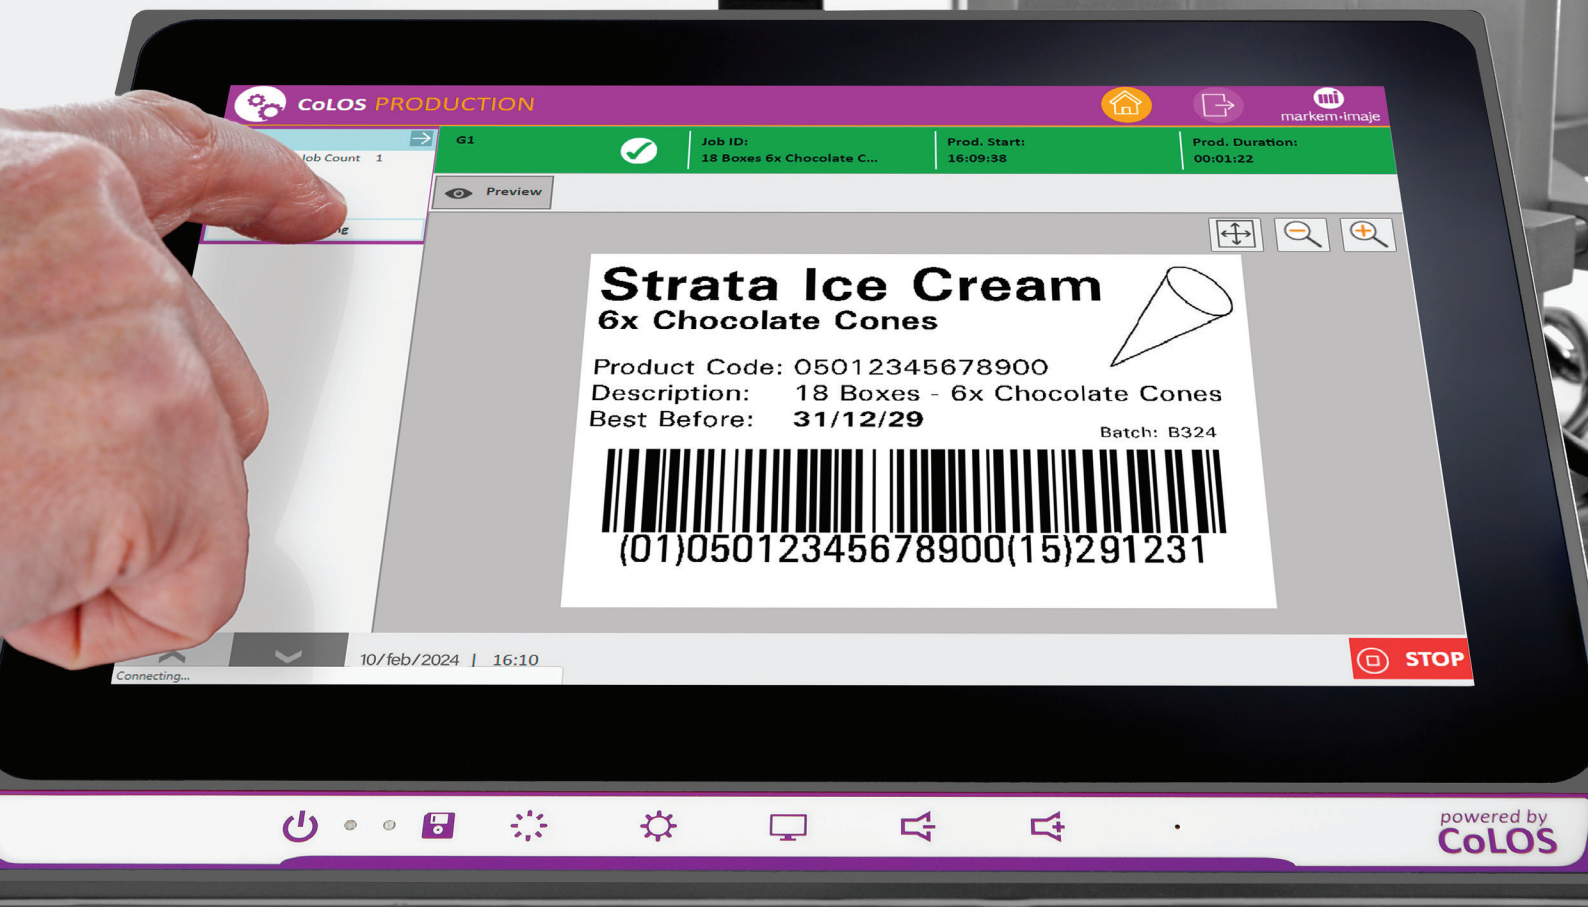 CoLOS PRODUCTION
mi
markem·imaje
Job Count 1
G1
Job ID:
18 Boxes 6x Chocolate C...
Prod. Start:
16:09:38
Prod. Duration:
00:01:22
Preview
Strata Ice Cream
6x Chocolate Cones
Product Code: 05012345678900
Description: 18 Boxes - 6x Chocolate Cones
Best Before: 31/12/29
Batch: B324
(01)05012345678900(15)291231
10/feb/2024 | 16:10
STOP
Connecting...
powered by
CoLOS